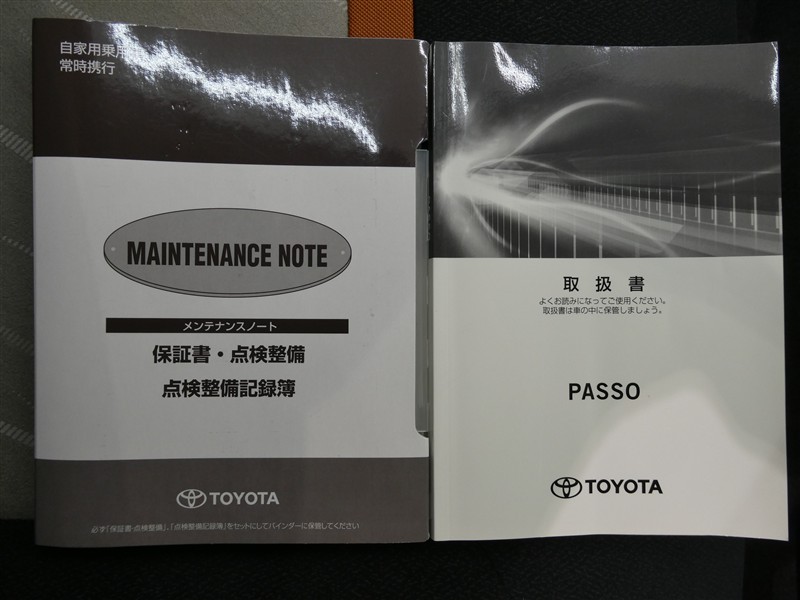 自家用乗用
常時携行
MAINTENANCE NOTE
メンテナンスノート
保証書・点検整備
点検整備記録簿
TOYOTA
必ず「保証書・点検整備」、「点検整備記録簿」をセットにしてバインダーに保管してください
取扱書
よくお読みになってご使用ください。
取扱書は車の中に保管しましょう。
PASSO
TOYOTA